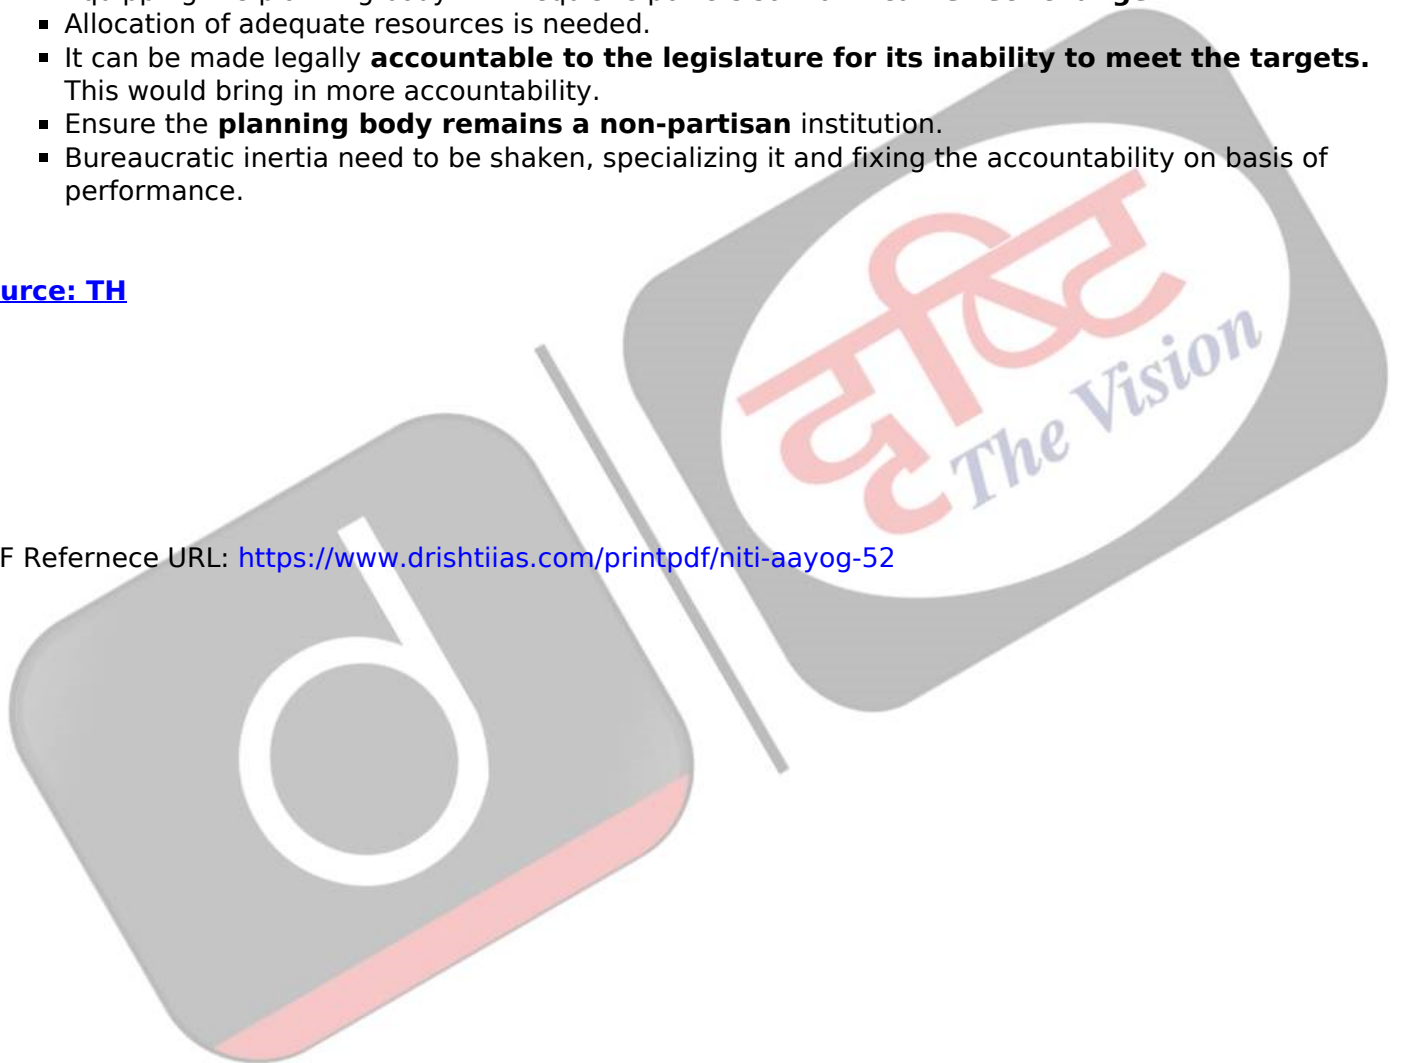 ▪ Allocation of adequate resources is needed.
▪ It can be made legally accountable to the legislature for its inability to meet the targets.
This would bring in more accountability.
▪ Ensure the planning body remains a non-partisan institution.
▪ Bureaucratic inertia need to be shaken, specializing it and fixing the accountability on basis of
performance.
urce: TH
F Refernece URL: https://www.drishtiias.com/printpdf/niti-aayog-52
दृष्टि
The Vision
d